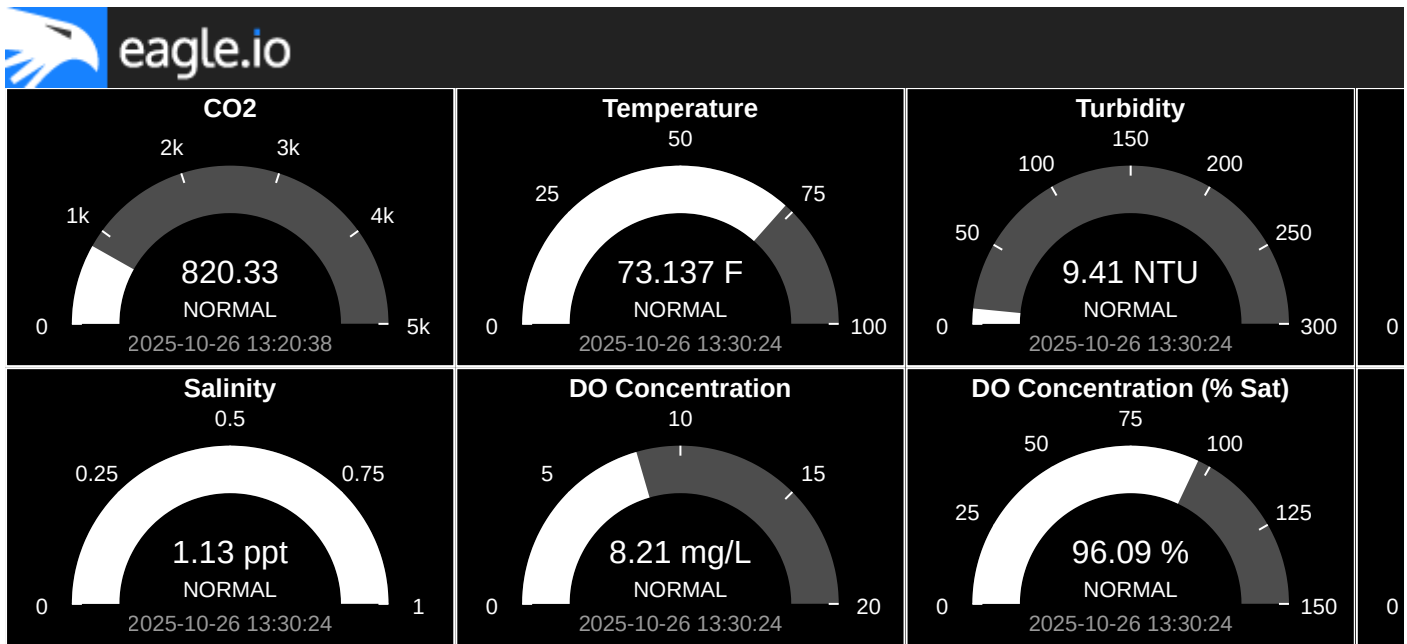 eagle.io
CO2
2k 3k
1k 4k
820.33
NORMAL
0 5k
2025-10-26 13:20:38
Temperature
50
25 75
73.137 F
NORMAL
0 100
2025-10-26 13:30:24
Turbidity
150
100 200
50 250
9.41 NTU
NORMAL
0 300
2025-10-26 13:30:24
0
Salinity
0.5
0.25 0.75
1.13 ppt
NORMAL
0 1
2025-10-26 13:30:24
DO Concentration
10
5 15
8.21 mg/L
NORMAL
0 20
2025-10-26 13:30:24
DO Concentration (% Sat)
75
50 100
25 125
96.09 %
NORMAL
0 150
2025-10-26 13:30:24
0